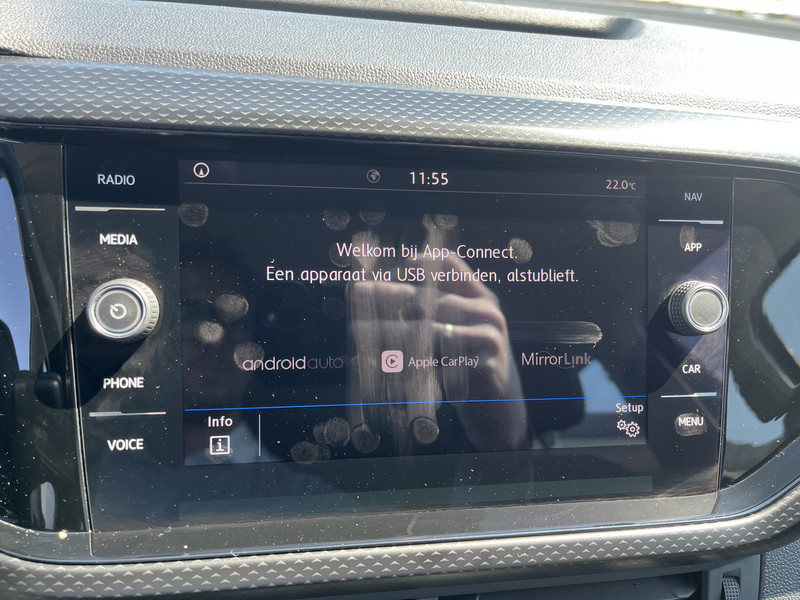 RADIO
MEDIA
PHONE
VOICE
11:55
22.0°C
Welkom bij App-Connect.
Een apparaat via USB verbinden, alstublieft.
androidauto
Apple CarPlay
MirrorLink
Info
i
Setup
NAV
APP
CAR
MENU